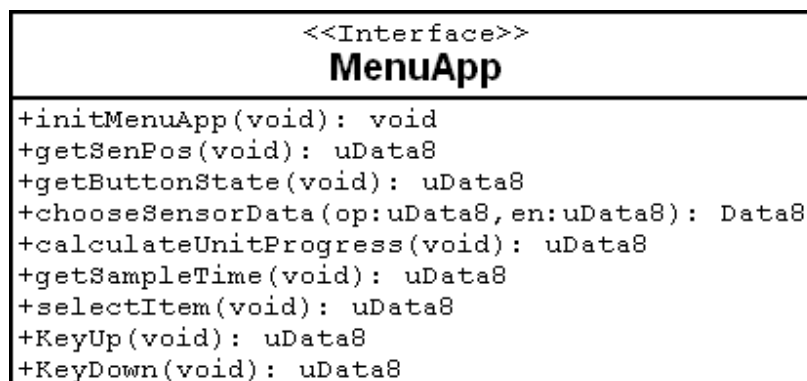 <<Interface>>
MenuApp
+initMenuApp(void): void
+getSenPos(void): uData8
+getButtonState(void): uData8
+chooseSensorData(op:uData8,en:uData8): Data8
+calculateUnitProgress(void): uData8
+getSampleTime(void): uData8
+selectItem(void): uData8
+KeyUp(void): uData8
+KeyDown(void): uData8